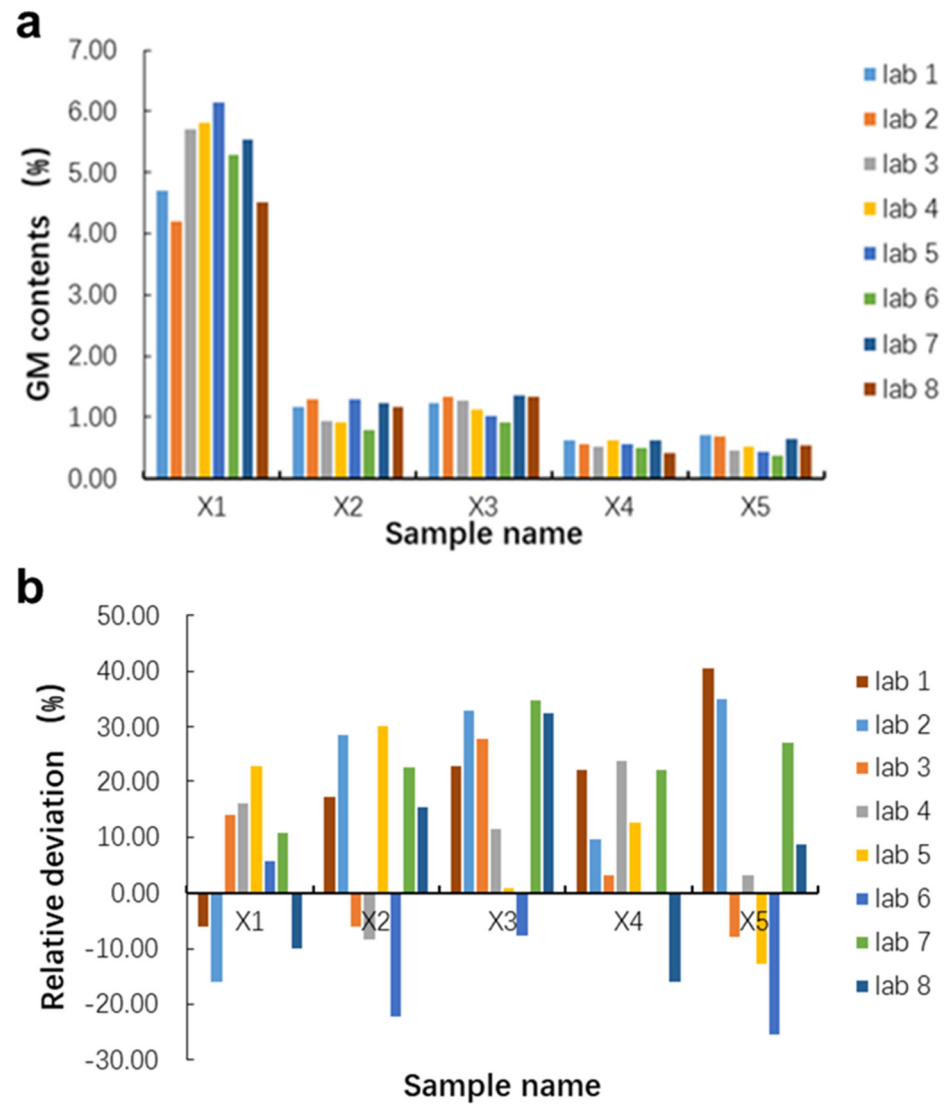 a
7.00
6.00
5.00
4.00
3.00
2.00
1.00
0.00
GM contents (%)
X1 X2 X3 X4 X5
Sample name
lab 1
lab 2
lab 3
lab 4
lab 5
lab 6
lab 7
lab 8
b
50.00
40.00
30.00
20.00
10.00
0.00
-10.00
-20.00
-30.00
Relative deviation (%)
X1 X2 X3 X4 X5
Sample name
lab 1
lab 2
lab 3
lab 4
lab 5
lab 6
lab 7
lab 8